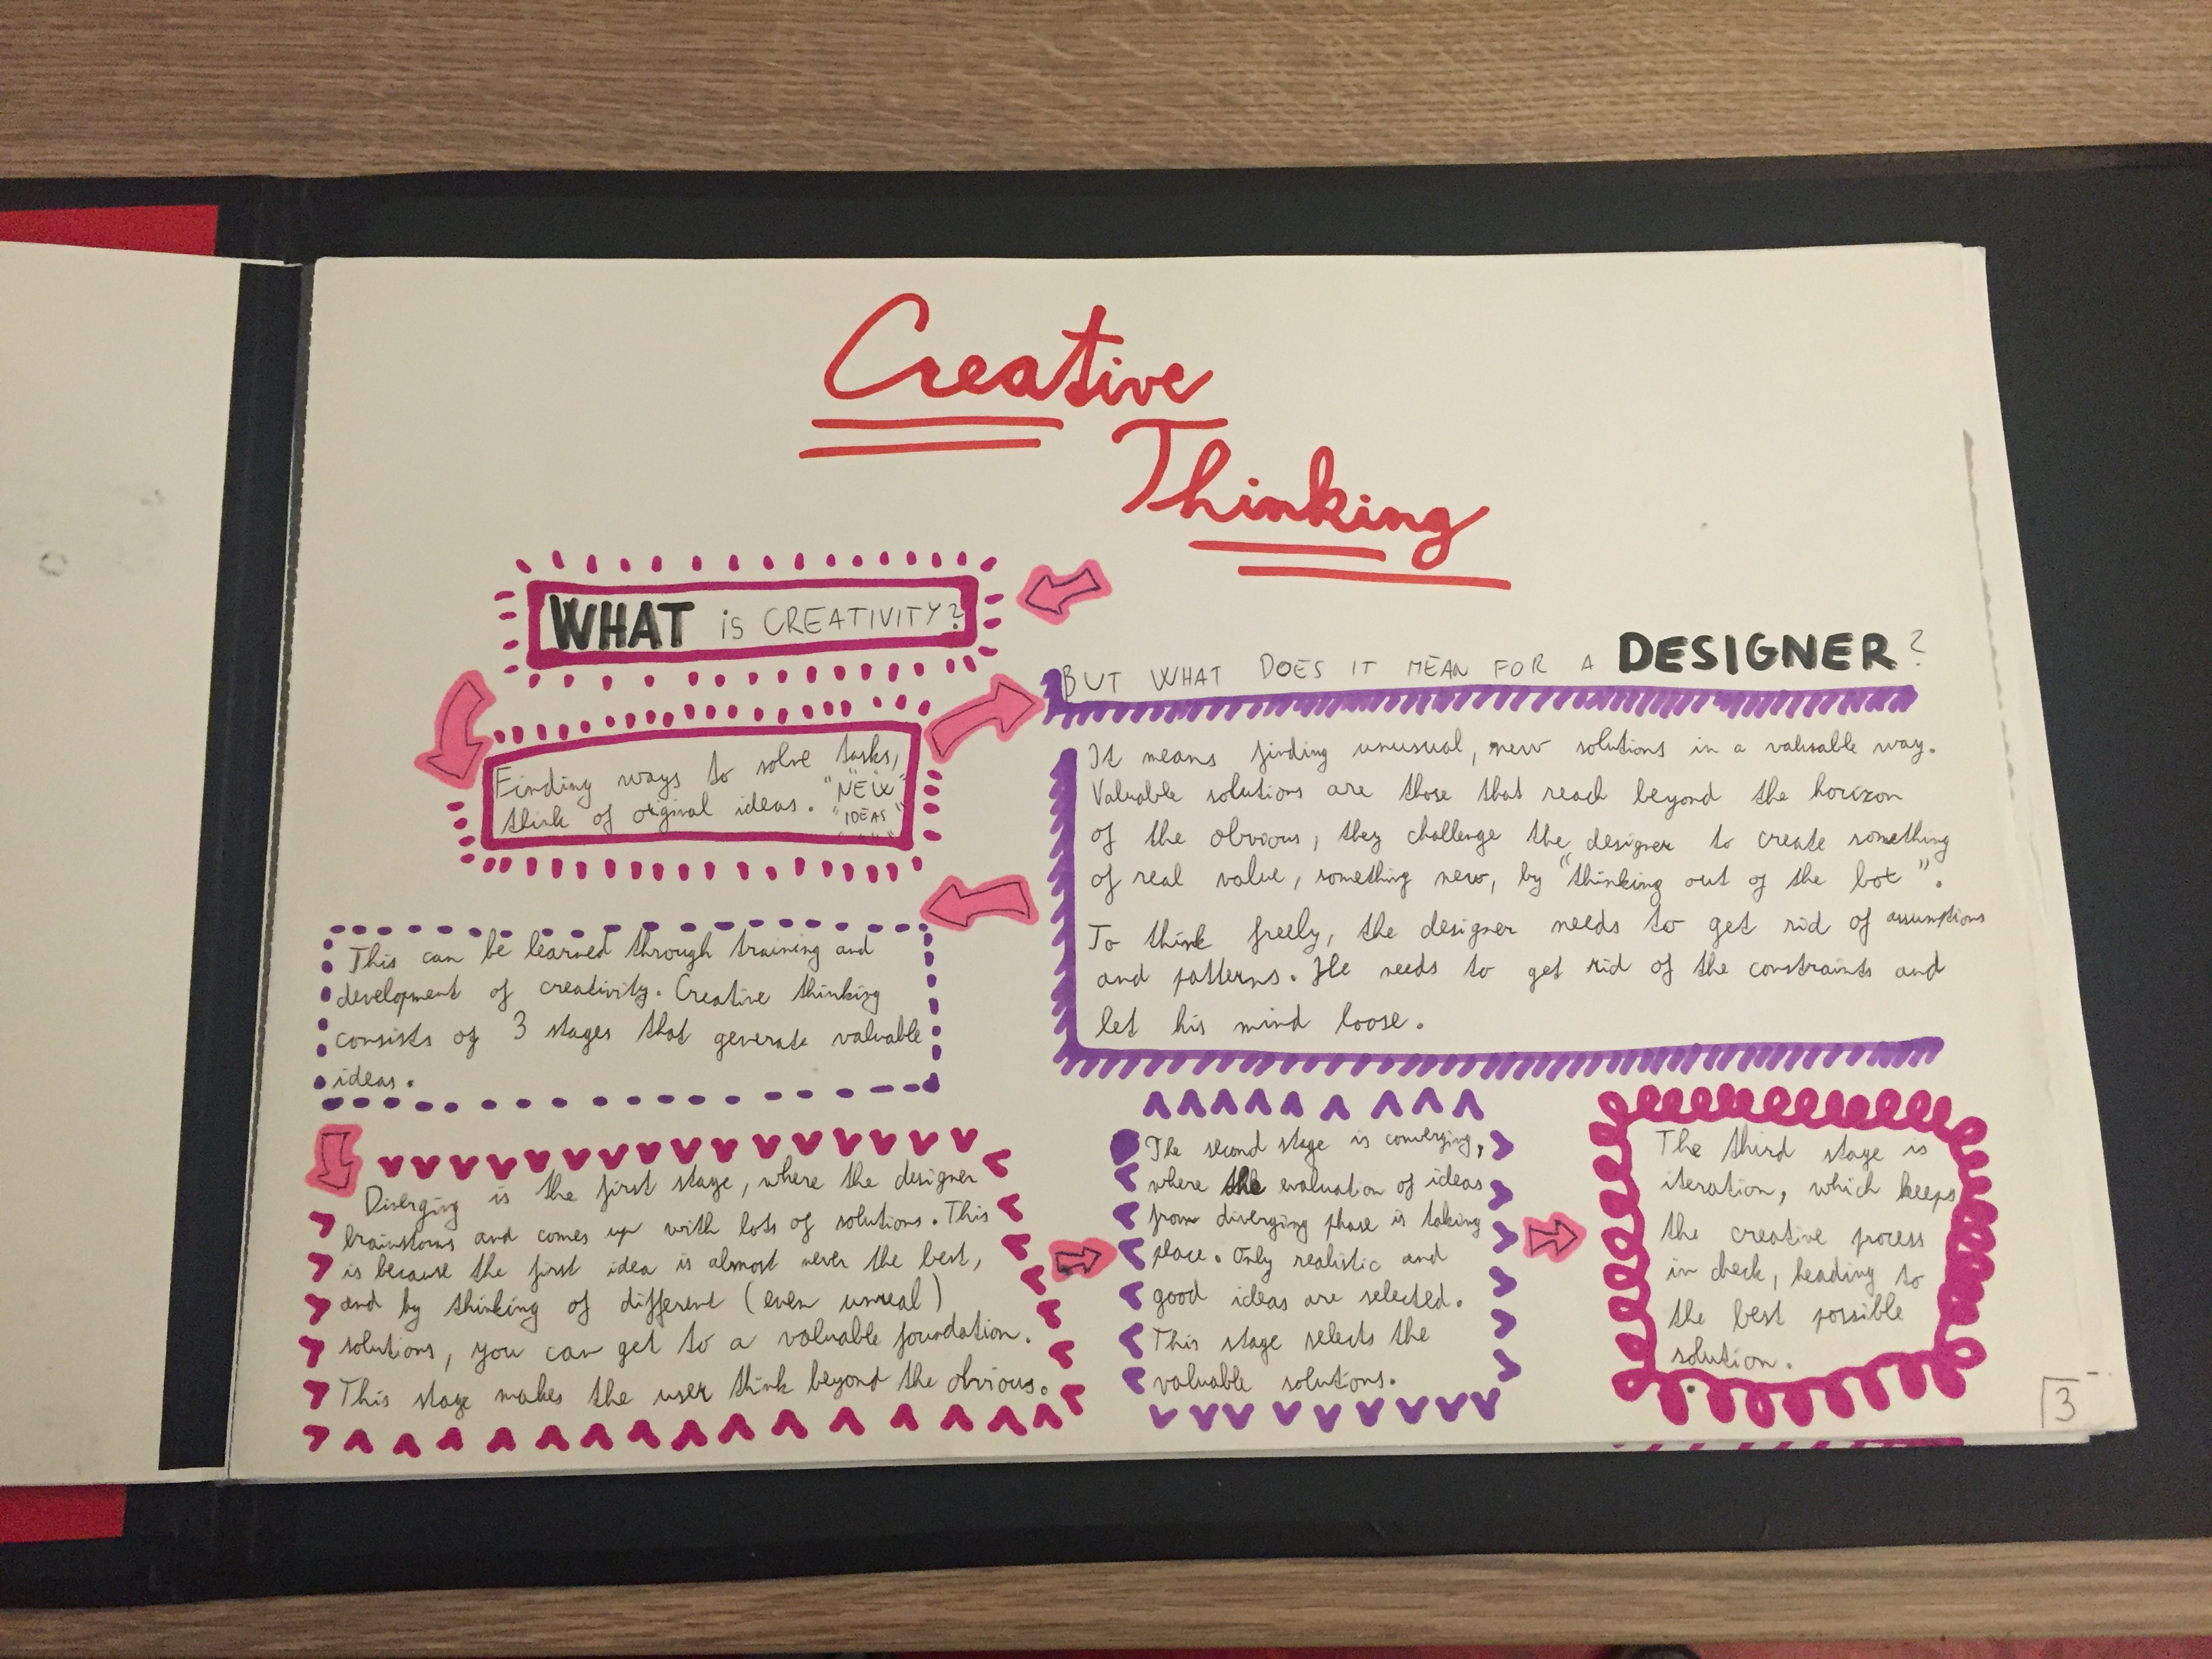 Creative
Thinking
WHAT is CREATIVITY?
Finding ways to solve tasks,
think of original ideas. "NEW
"IDEAS"
BUT WHAT DOES IT MEAN FOR A DESIGNER?
It means finding unusual, new solutions in a valuable way.
Valuable solutions are those that reach beyond the horizon
of the obvious, they challenge the designer to create something
of real value, something new, by "thinking out of the box".
To think freely, the designer needs to get rid of assumptions
and patterns. He needs to get rid of the constraints and
let his mind loose.
This can be learned through training and
development of creativity. Creative thinking
consists of 3 stages that generate valuable
ideas.
Diverging is the first stage, where the designer
brainstorms and comes up with lots of solutions. This
is because the first idea is almost never the best,
and by thinking of different (even unreal)
solutions, you can get to a valuable foundation.
This stage makes the user think beyond the obvious.
The second stage is converging,
where the evaluation of ideas
from diverging phase is taking
place. Only realistic and
good ideas are selected.
This stage selects the
valuable solutions.
The third stage is
iteration, which keeps
the creative process
in check, leading to
the best possible
solution.
3